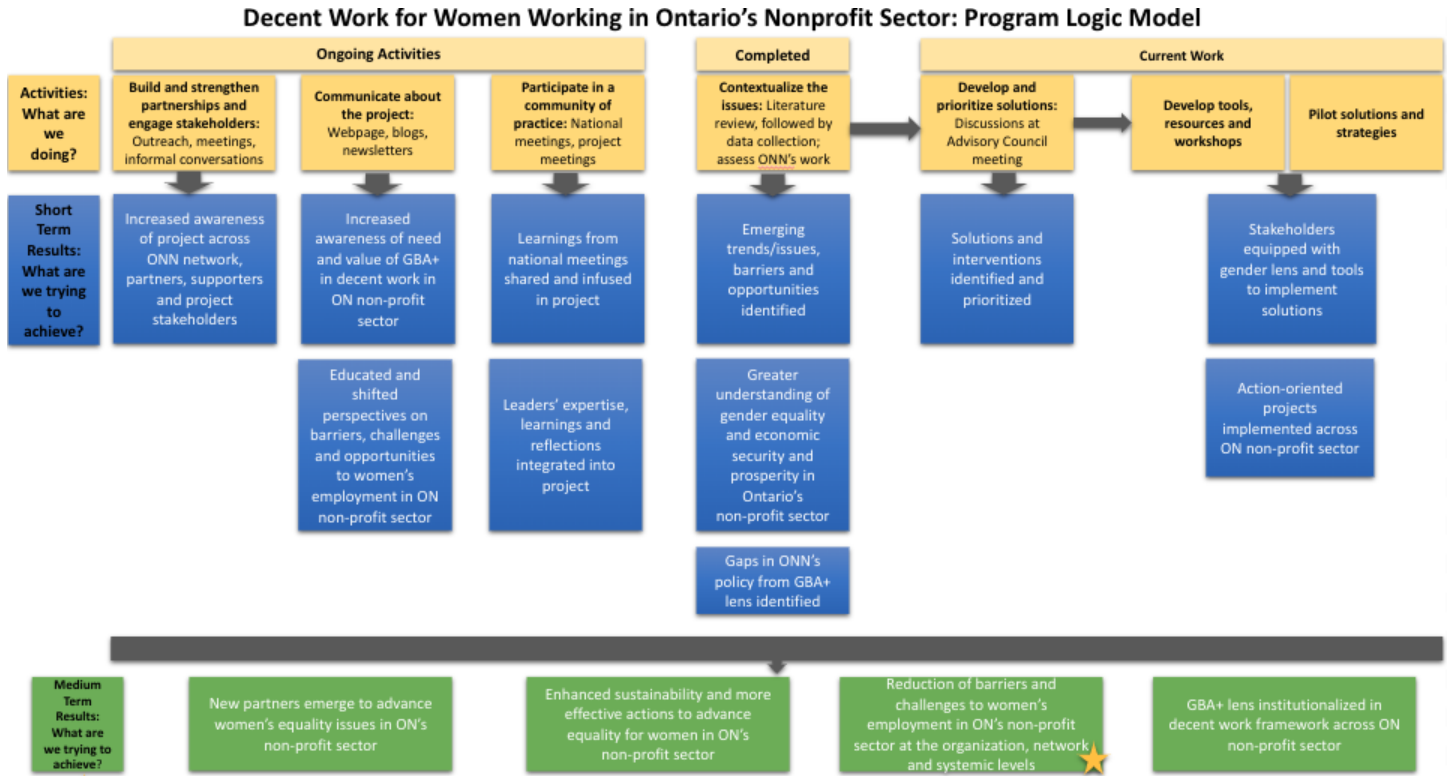 Decent Work for Women Working in Ontario's Nonprofit Sector: Program Logic Model
Ongoing Activities
Completed
Current Work
Activities:
What are
we
doing?
Build and strengthen
partnerships and
engage stakeholders:
Outreach, meetings,
informal conversations
Communicate about
the project:
Webpage, blogs,
newsletters
Participate in a
community of
practice: National
meetings, project
meetings
Contextualize the
issues: Literature
review, followed by
data collection;
assess ONN's work
Develop and
prioritize solutions:
Discussions at
Advisory Council
meeting
Develop tools,
resources and
workshops
Pilot solutions and
strategies
Short
Term
Results:
What are
we trying
to
achieve?
Increased awareness
of project across
ONN network,
partners, supporters
and project
stakeholders
Increased
awareness of need
and value of GBA+
in decent work in
ON non-profit
sector
Learnings from
national meetings
shared and infused
in project
Emerging
trends/issues,
barriers and
opportunities
identified
Solutions and
interventions
identified and
prioritized
Stakeholders
equipped with
gender lens and tools
to implement
solutions
Educated and
shifted
perspectives on
barriers, challenges
and opportunities
to women's
employment in ON
non-profit sector
Leaders' expertise,
learnings and
reflections
integrated into
project
Greater
understanding of
gender equality
and economic
security and
prosperity in
Ontario's
non-profit sector
Action-oriented
projects
implemented across
ON non-profit sector
Gaps in ONN's
policy from GBA+
lens identified
Medium
Term
Results:
What are
we trying to
achieve?
New partners emerge to advance
women's equality issues in ON's
non-profit sector
Enhanced sustainability and more
effective actions to advance
equality for women in ON's
non-profit sector
Reduction of barriers and
challenges to women's
employment in ON's non-profit
sector at the organization, network
and systemic levels
GBA+ lens institutionalized in
decent work framework across ON
non-profit sector